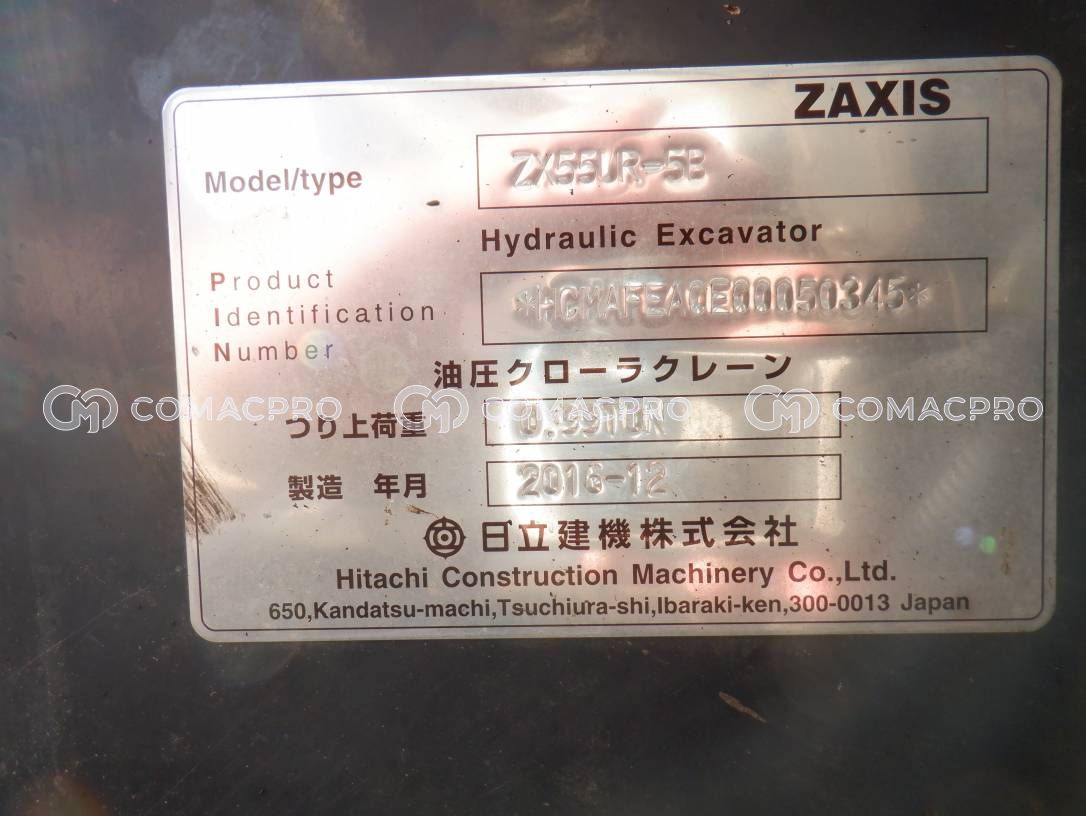 ZAXIS
Model/type ZX55UR-5B
Hydraulic Excavator
Product
Identification *HCMAFEACE00050345*
Number
油圧クローラクレーン
COMACPRO COMACPRO COMACPRO COMACPRO
つり上荷重
製造 年月 2016-12
日立建機株式会社
Hitachi Construction Machinery Co.,Ltd.
650,Kandatsu-machi,Tsuchiura-shi,Ibaraki-ken,300-0013 Japan